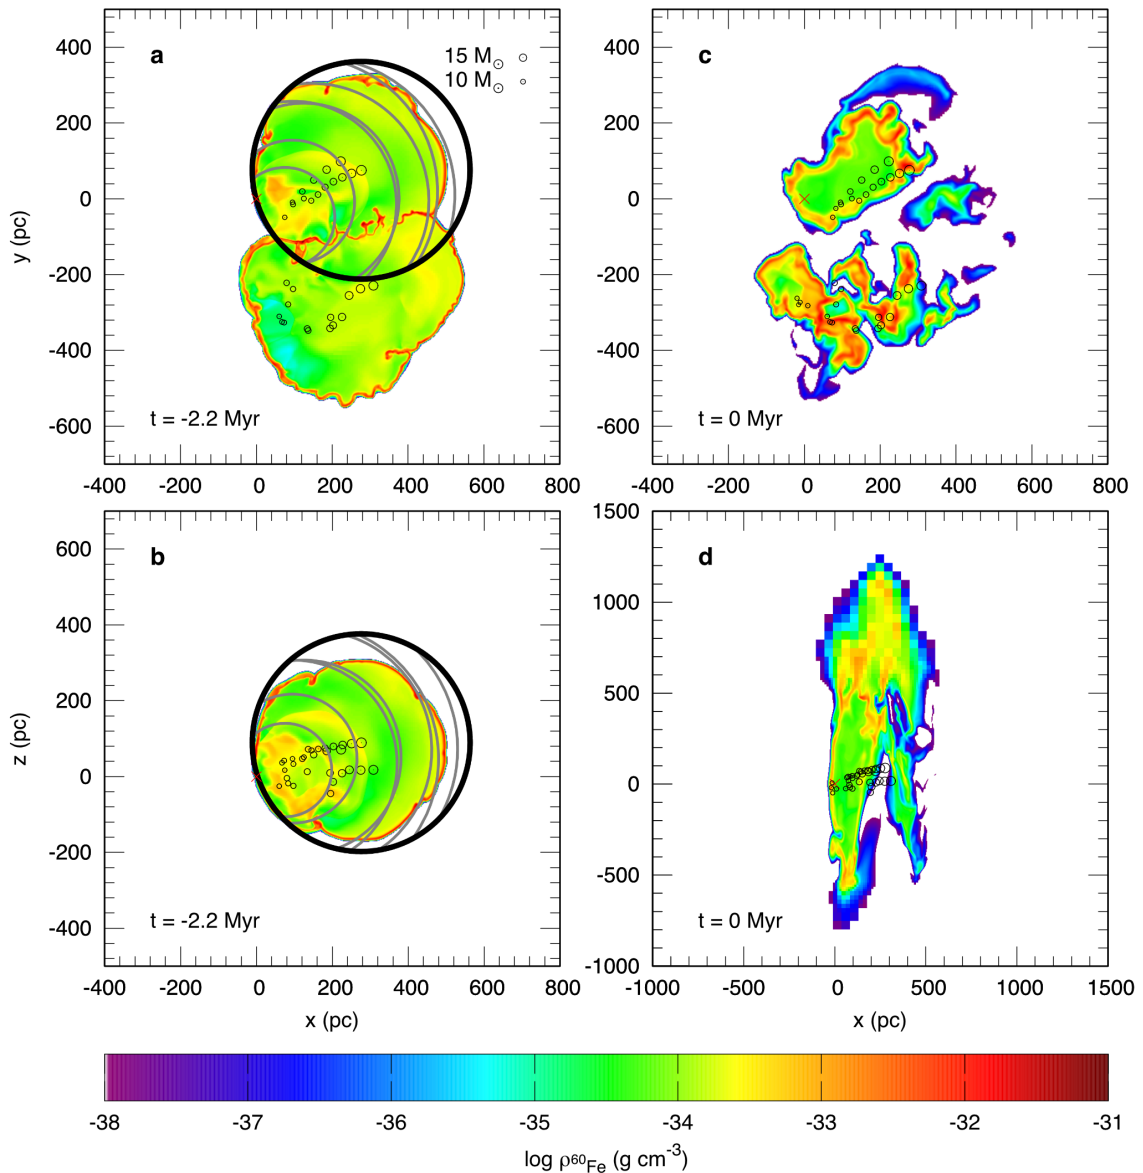 a
15 M⊙
10 M⊙
400
200
0
-200
-400
-600
y (pc)
t = -2.2 Myr
-400 -200 0 200 400 600 800
c
400
200
0
-200
-400
-600
t = 0 Myr
-400 -200 0 200 400 600 800
b
600
400
200
0
-200
-400
z (pc)
t = -2.2 Myr
-400 -200 0 200 400 600 800
x (pc)
d
1500
1000
500
0
-500
-1000
t = 0 Myr
-1000 -500 0 500 1000 1500
x (pc)
-38 -37 -36 -35 -34 -33 -32 -31
log ρ60Fe (g cm-3)